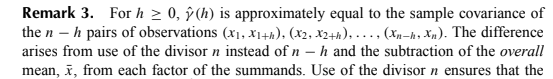 Remark 3. For h ≥ 0, γ̂(h) is approximately equal to the sample covariance of
the n − h pairs of observations (x₁, x₁₊ₕ), (x₂, x₂₊ₕ), . . . , (xₙ₋ₕ, xₙ). The difference
arises from use of the divisor n instead of n − h and the subtraction of the overall
mean, x̄, from each factor of the summands. Use of the divisor n ensures that the